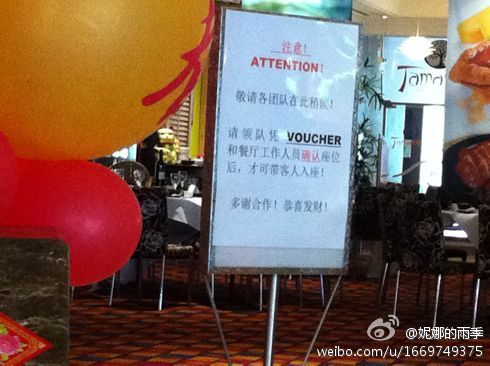 注意!
ATTENTION!
敬请各团队在此稍候!
请领队凭 VOUCHER
和餐厅工作人员确认座位
后，才可带客人入座!
多谢合作! 恭喜发财!
Tama
@妮娜的雨季
weibo.com/u/1669749375